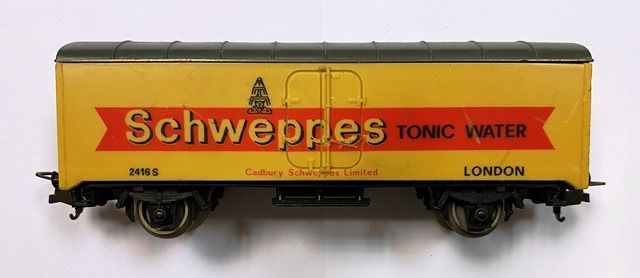 Schweppes TONIC WATER
2416 S Cadbury Schweppes Limited LONDON